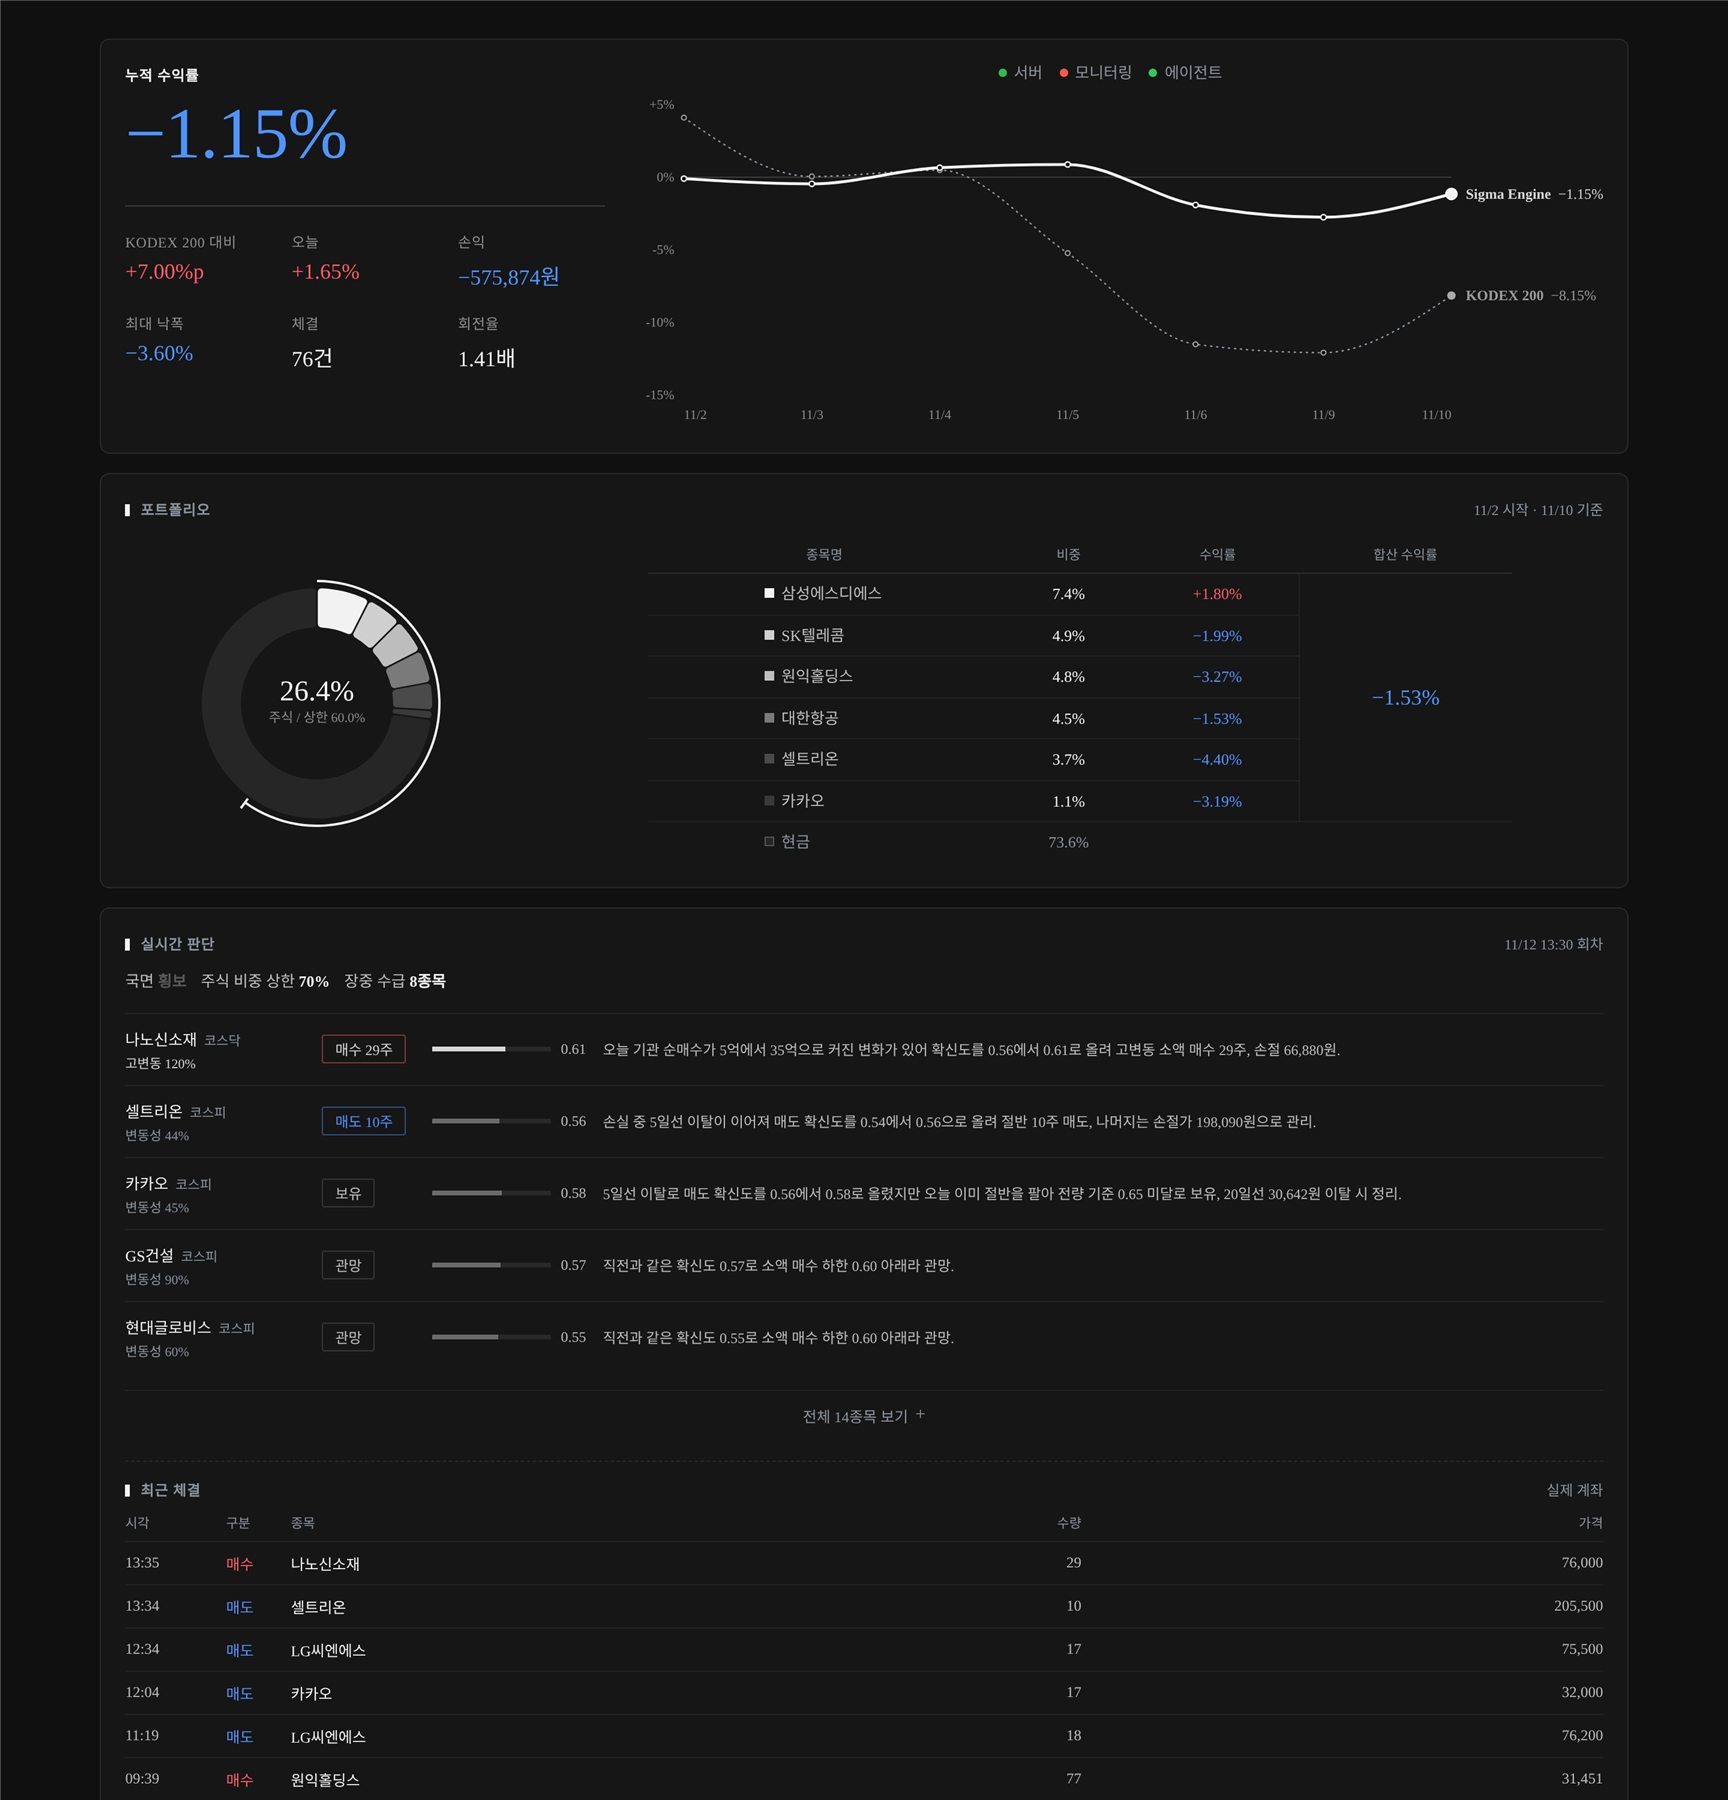 누적 수익률
−1.15%
KODEX 200 대비 오늘 손익
+7.00%p +1.65% −575,874원
최대 낙폭 체결 회전율
−3.60% 76건 1.41배
서버 모니터링 에이전트
+5%
0%
-5%
-10%
-15%
Sigma Engine −1.15%
KODEX 200 −8.15%
11/2 11/3 11/4 11/5 11/6 11/9 11/10
포트폴리오 11/2 시작 · 11/10 기준
26.4%
주식 / 상한 60.0%
종목명 비중 수익률 합산 수익률
삼성에스디에스 7.4% +1.80%
SK텔레콤 4.9% −1.99%
원익홀딩스 4.8% −3.27%
−1.53%
대한항공 4.5% −1.53%
셀트리온 3.7% −4.40%
카카오 1.1% −3.19%
현금 73.6%
실시간 판단 11/12 13:30 회차
국면 횡보 주식 비중 상한 70% 장중 수급 8종목
나노신소재 코스닥
고변동 120%
매수 29주 0.61 오늘 기관 순매수가 5억에서 35억으로 커진 변화가 있어 확신도를 0.56에서 0.61로 올려 고변동 소액 매수 29주, 손절 66,880원.
셀트리온 코스피
변동성 44%
매도 10주 0.56 손실 중 5일선 이탈이 이어져 매도 확신도를 0.54에서 0.56으로 올려 절반 10주 매도, 나머지는 손절가 198,090원으로 관리.
카카오 코스피
변동성 45%
보유 0.58 5일선 이탈로 매도 확신도를 0.56에서 0.58로 올렸지만 오늘 이미 절반을 팔아 전량 기준 0.65 미달로 보유, 20일선 30,642원 이탈 시 정리.
GS건설 코스피
변동성 90%
관망 0.57 직전과 같은 확신도 0.57로 소액 매수 하한 0.60 아래라 관망.
현대글로비스 코스피
변동성 60%
관망 0.55 직전과 같은 확신도 0.55로 소액 매수 하한 0.60 아래라 관망.
전체 14종목 보기 +
최근 체결 실제 계좌
시각 구분 종목 수량 가격
13:35 매수 나노신소재 29 76,000
13:34 매도 셀트리온 10 205,500
12:34 매도 LG씨엔에스 17 75,500
12:04 매도 카카오 17 32,000
11:19 매도 LG씨엔에스 18 76,200
09:39 매수 원익홀딩스 77 31,451